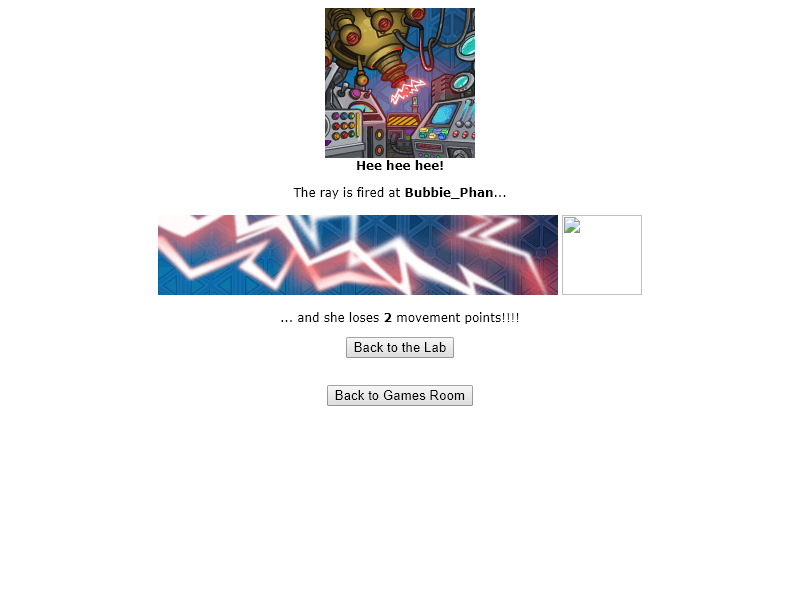 Hee hee hee!
The ray is fired at Bubbie_Phan...
... and she loses 2 movement points!!!!
Back to the Lab
Back to Games Room